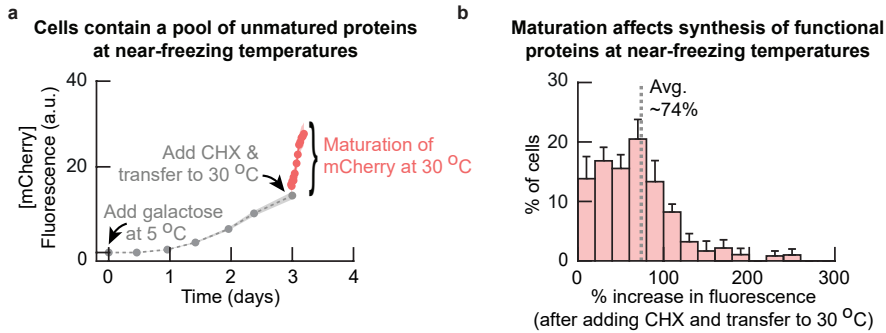 a
Cells contain a pool of unmatured proteins
at near-freezing temperatures
[mCherry]
Fluorescence (a.u.)
40
20
0
Add CHX &
transfer to 30 °C
Maturation of
mCherry at 30 °C
Add galactose
at 5 °C
0 1 2 3 4
Time (days)
b
Maturation affects synthesis of functional
proteins at near-freezing temperatures
% of cells
30
20
10
0
Avg.
~74%
0 100 200 300
% increase in fluorescence
(after adding CHX and transfer to 30 °C)